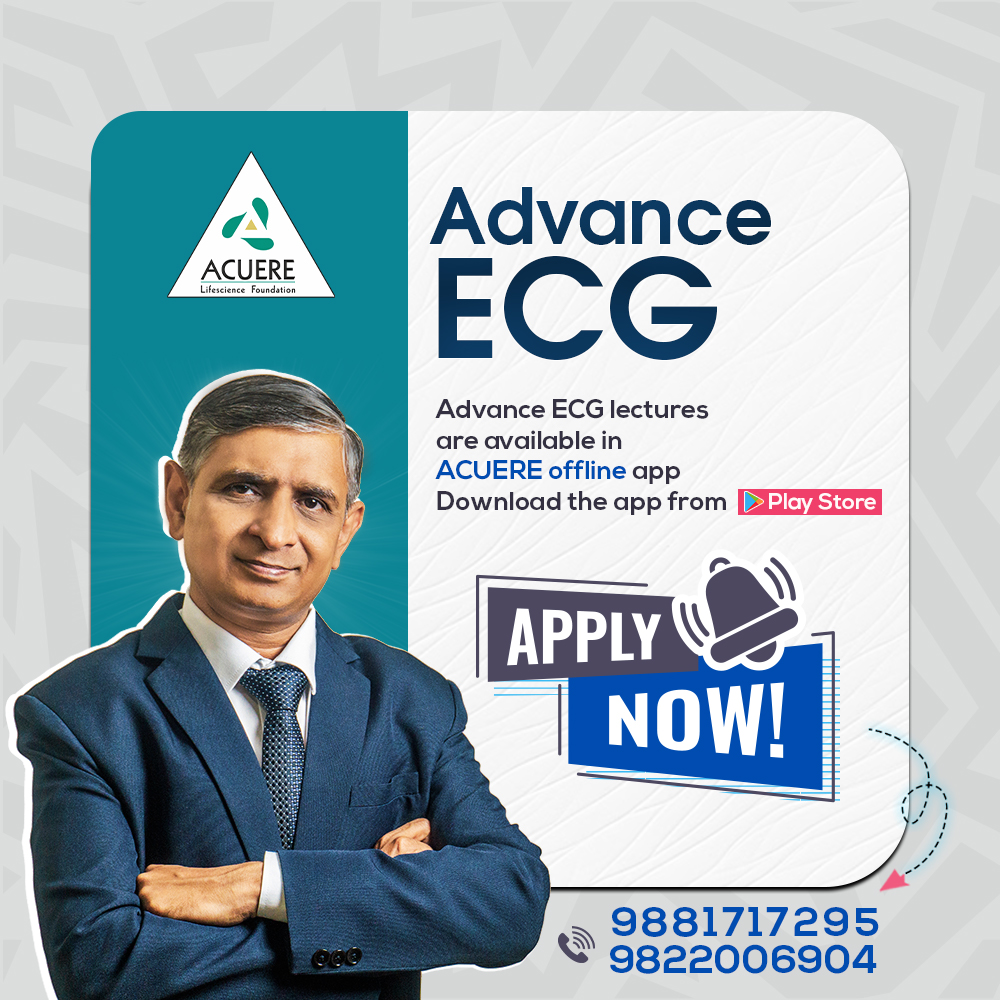 ACUERE
Lifescience Foundation
Advance
ECG
Advance ECG lectures
are available in
ACUERE offline app
Download the app from Play Store
APPLY
NOW!
9881717295
9822006904